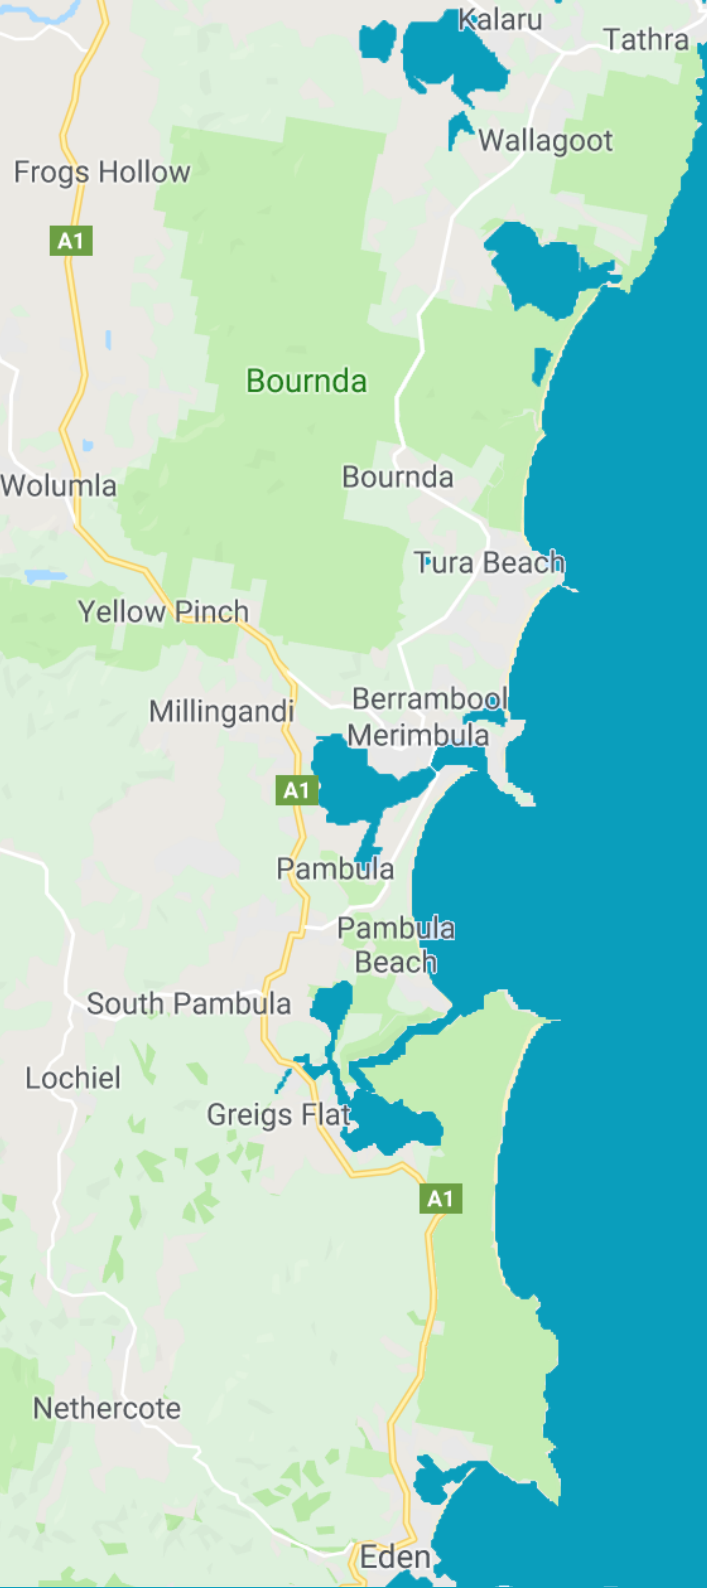 Kalaru
Tathra
Wallagoot
Frogs Hollow
A1
Bournda
Bournda
Wolumla
Tura Beach
Yellow Pinch
Berrambool
Millingandi
Merimbula
A1
Pambula
Pambula
Beach
South Pambula
Lochiel
Greigs Flat
A1
Nethercote
Eden